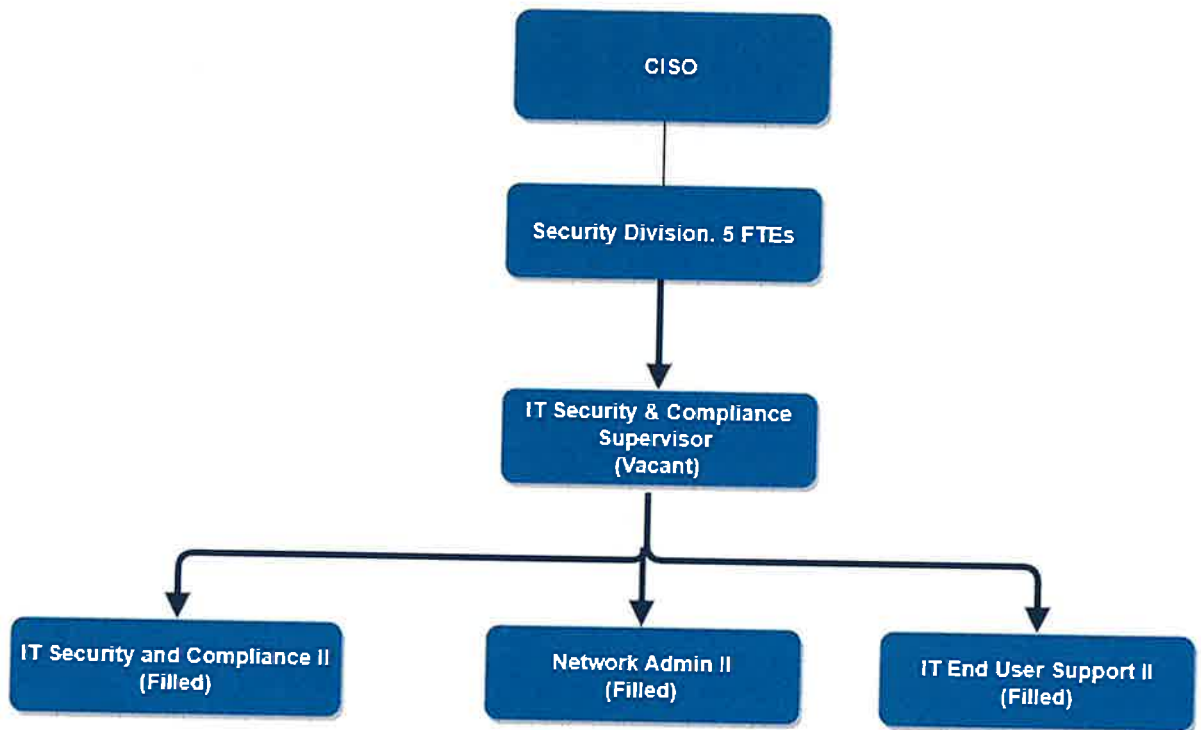 CISO
Security Division. 5 FTEs
IT Security & Compliance
Supervisor
(Vacant)
IT Security and Compliance II
(Filled)
Network Admin II
(Filled)
IT End User Support II
(Filled)